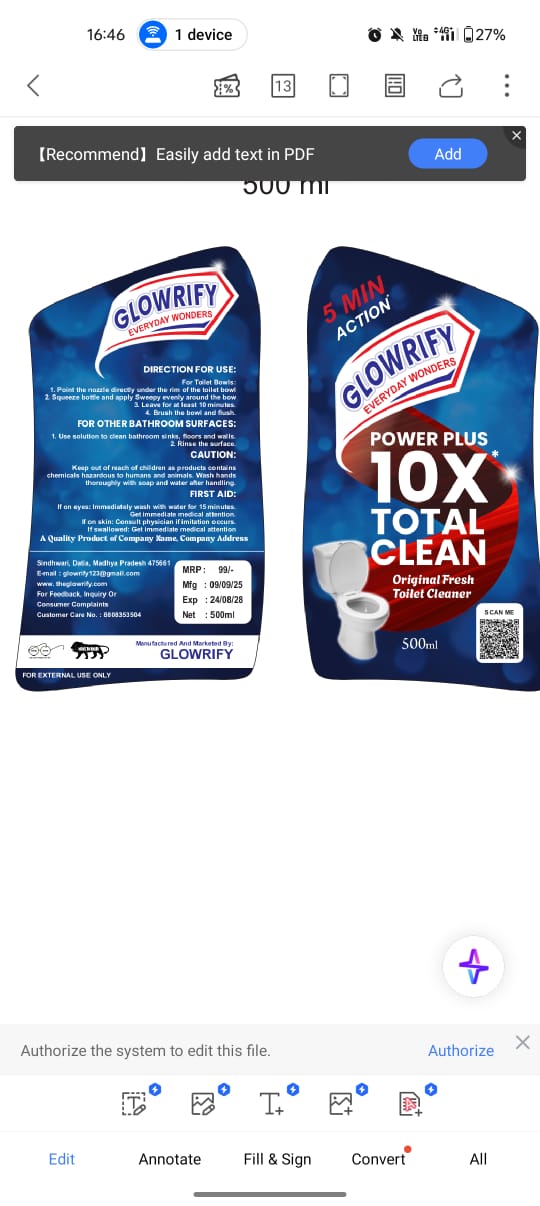 16:46
1 device
Vo LTE
4G+
27%
%
13
【Recommend】Easily add text in PDF
Add
500 ml
GLOWRIFY
EVERYDAY WONDERS
DIRECTION FOR USE:
For Toilet Bowls:
1. Point the nozzle directly under the rim of the toilet bowl
2. Squeeze bottle and apply Sweepy evenly around the bow
3. Leave for at least 10 minutes.
4. Brush the bowl and flush.
FOR OTHER BATHROOM SURFACES:
1. Use solution to clean bathroom sinks, floors and walls.
2. Rinse the surface.
CAUTION:
Keep out of reach of children as products contains
chemicals hazardous to humans and animals. Wash hands
thoroughly with soap and water after handling.
FIRST AID:
If on eyes: Immediately wash with water for 15 minutes.
Get immediate medical attention.
If on skin: Consult physician if imitation occurs.
If swallowed: Get immediate medical attention
A Quality Product of Company Name, Company Address
Sindhwari, Datia, Madhya Pradesh 475661
E-mail : glowrify123@gmail.com
www. theglowrify.com
For Feedback, Inquiry Or
Consumer Complaints
Customer Care No. : 8808353504
MRP : 99/-
Mfg : 09/09/25
Exp : 24/08/28
Net : 500ml
Manufactured And Marketed By:
GLOWRIFY
FOR EXTERNAL USE ONLY
5 MIN
ACTION
GLOWRIFY
EVERYDAY WONDERS
POWER PLUS
10X*
TOTAL
CLEAN
Original Fresh
Toilet Cleaner
SCAN ME
500ml
Authorize the system to edit this file.
Authorize
Edit
Annotate
Fill & Sign
Convert
All